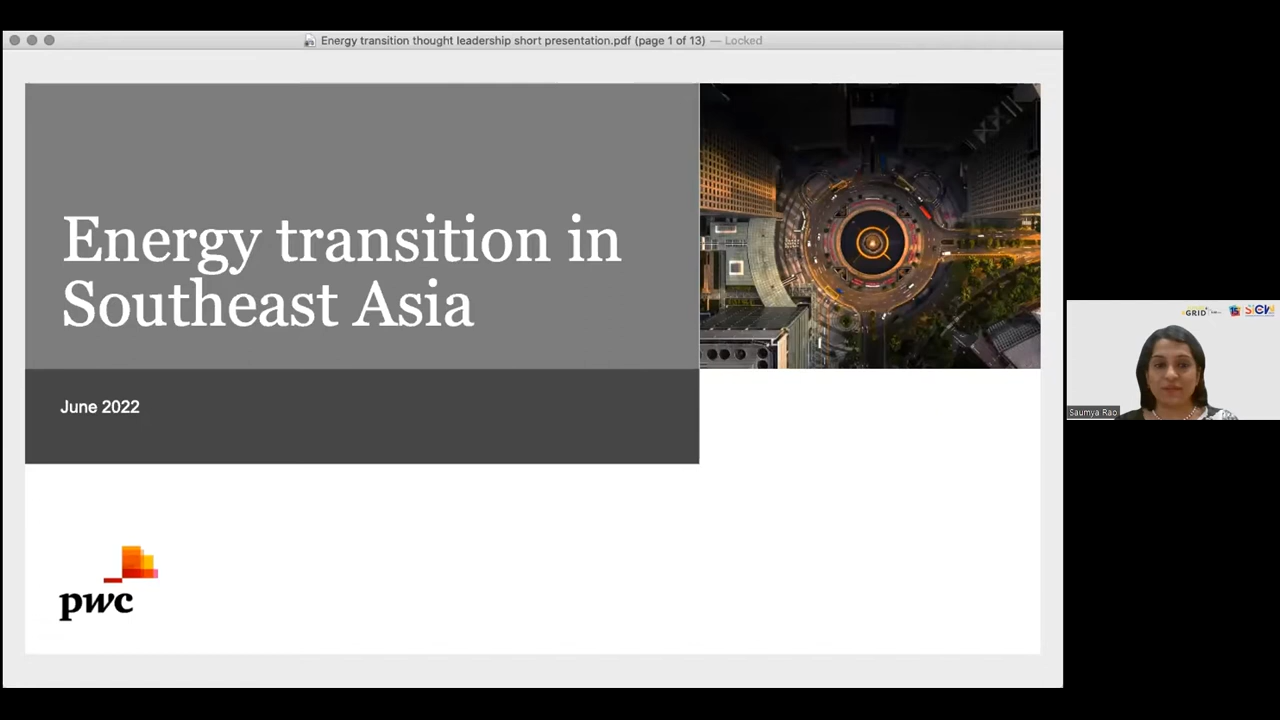 Energy transition thought leadership short presentation.pdf (page 1 of 13) — Locked
Energy transition in
Southeast Asia
June 2022
pwc
GRID
Saumya Rao